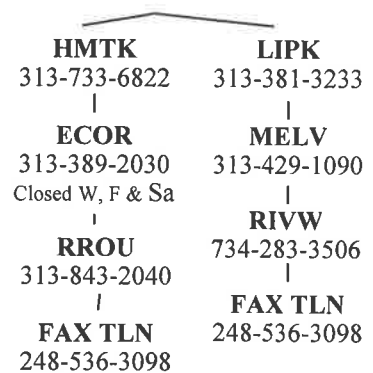 HMTK
313-733-6822
ECOR
313-389-2030
Closed W, F & Sa
RROU
313-843-2040
FAX TLN
248-536-3098
LIPK
313-381-3233
MELV
313-429-1090
RIVW
734-283-3506
FAX TLN
248-536-3098